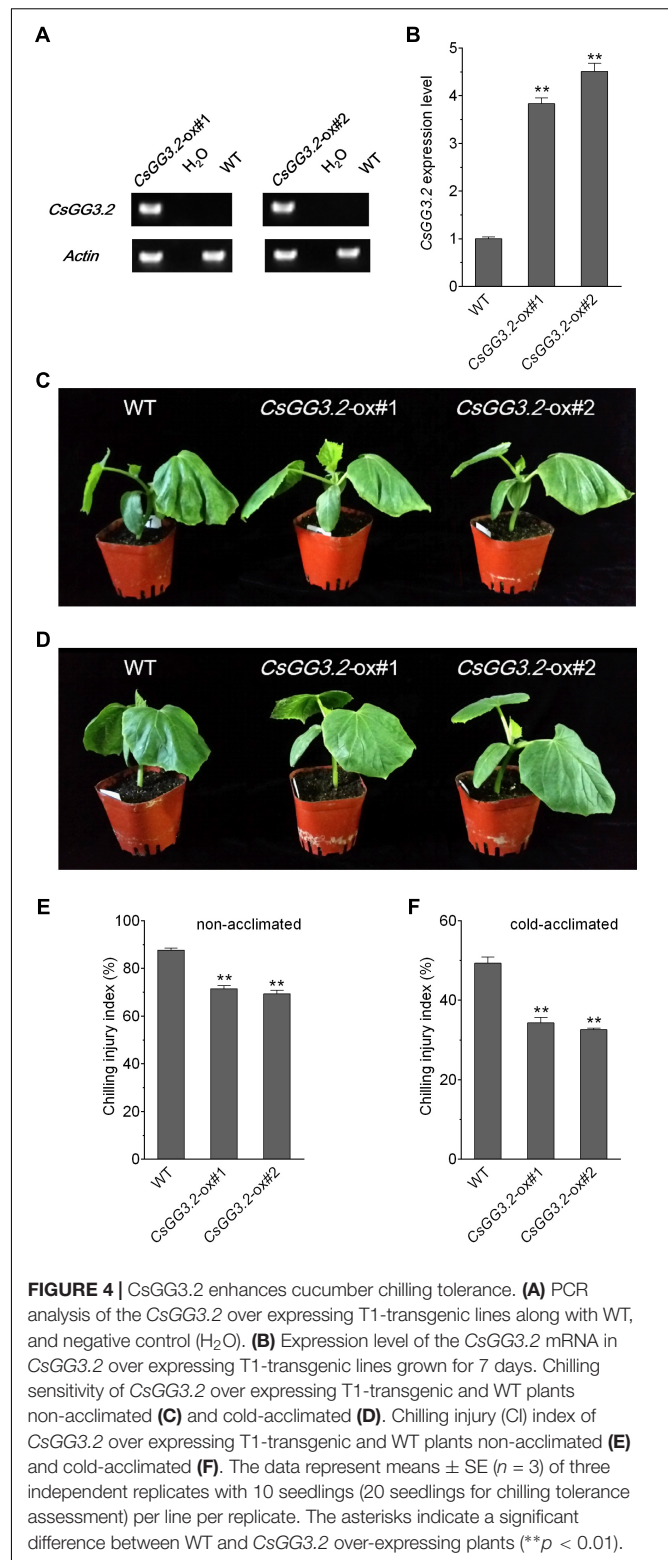 A
CsGG3.2-ox#1
H₂O
WT
CsGG3.2-ox#2
H₂O
WT
CsGG3.2
Actin
B
CsGG3.2 expression level
5
4
3
2
1
0
**
**
WT
CsGG3.2-ox#1
CsGG3.2-ox#2
C
WT
CsGG3.2-ox#1
CsGG3.2-ox#2
D
WT
CsGG3.2-ox#1
CsGG3.2-ox#2
E
non-acclimated
Chilling injury index (%)
100
80
60
40
20
0
**
**
WT
CsGG3.2-ox#1
CsGG3.2-ox#2
F
cold-acclimated
Chilling injury index (%)
60
40
20
0
**
**
WT
CsGG3.2-ox#1
CsGG3.2-ox#2
FIGURE 4 | CsGG3.2 enhances cucumber chilling tolerance. (A) PCR
analysis of the CsGG3.2 over expressing T1-transgenic lines along with WT,
and negative control (H₂O). (B) Expression level of the CsGG3.2 mRNA in
CsGG3.2 over expressing T1-transgenic lines grown for 7 days. Chilling
sensitivity of CsGG3.2 over expressing T1-transgenic and WT plants
non-acclimated (C) and cold-acclimated (D). Chilling injury (CI) index of
CsGG3.2 over expressing T1-transgenic and WT plants non-acclimated (E)
and cold-acclimated (F). The data represent means ± SE (n = 3) of three
independent replicates with 10 seedlings (20 seedlings for chilling tolerance
assessment) per line per replicate. The asterisks indicate a significant
difference between WT and CsGG3.2 over-expressing plants (**p < 0.01).